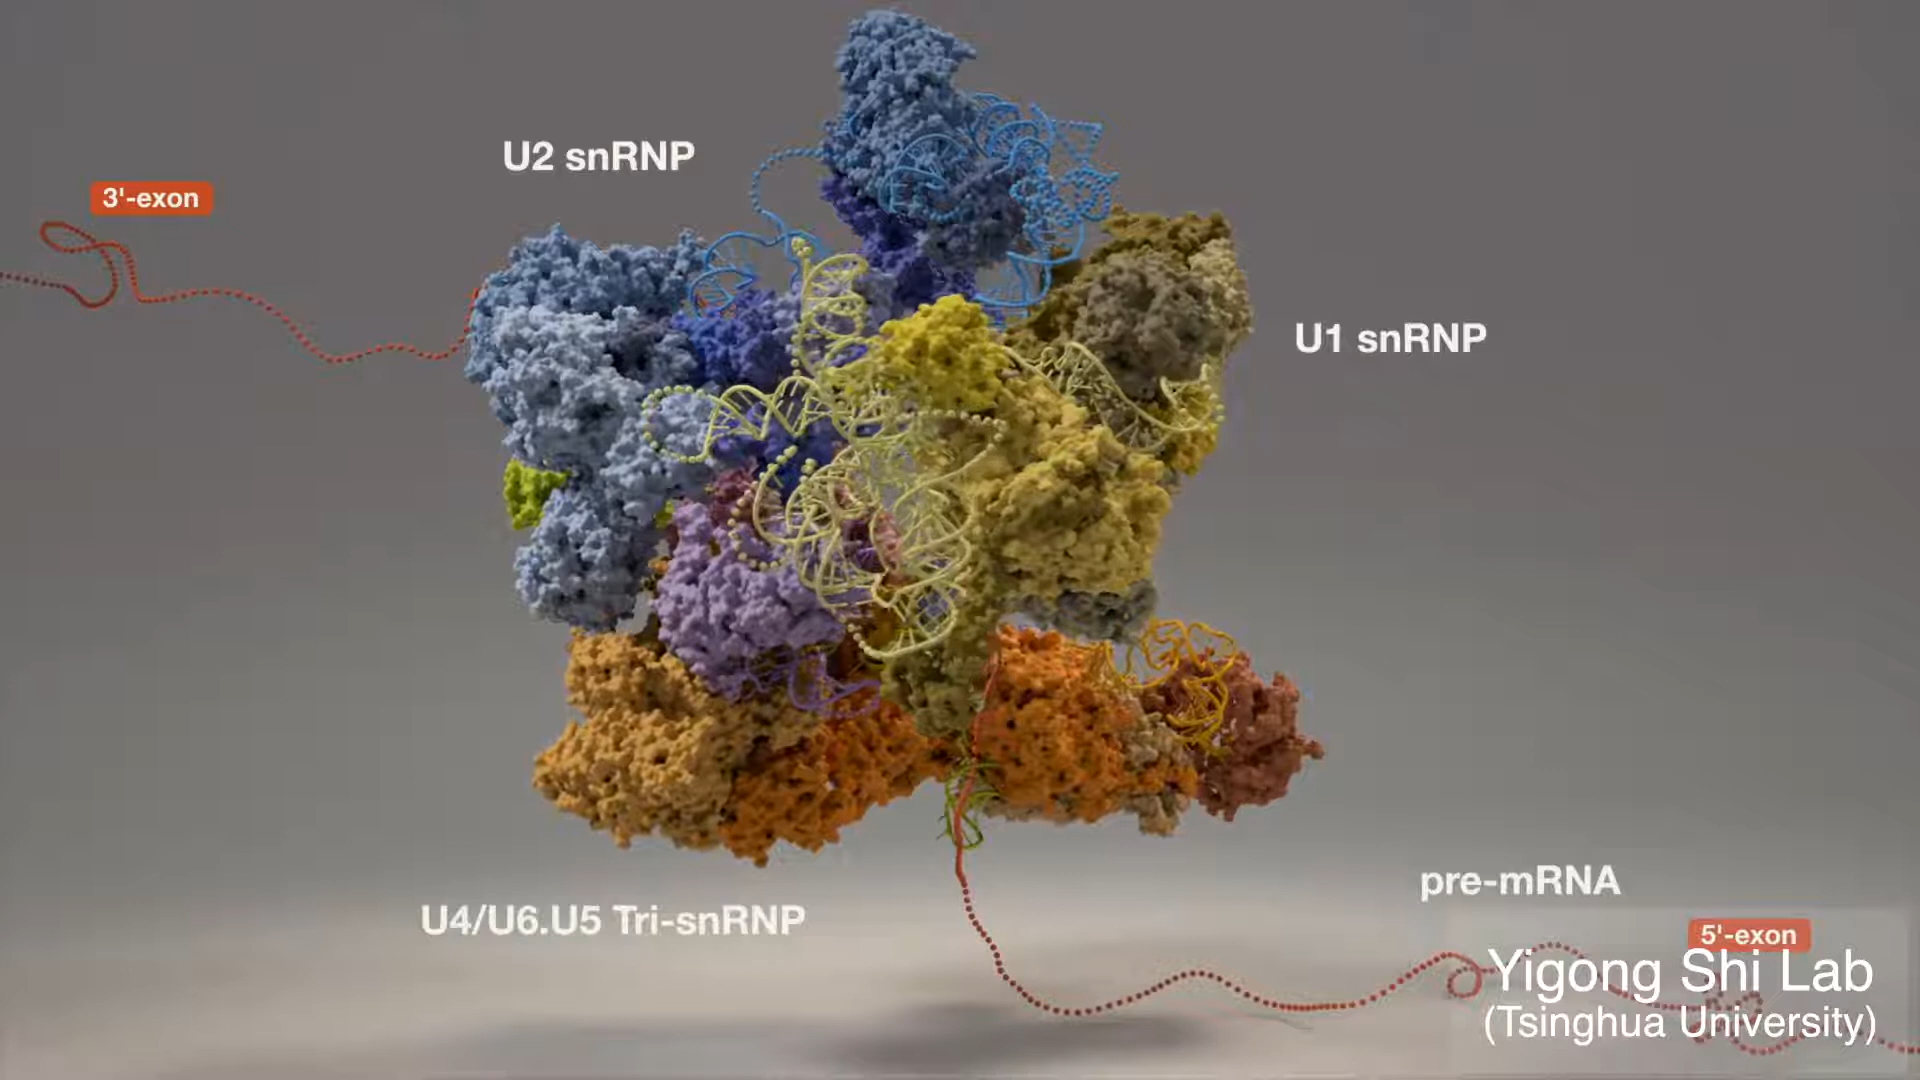 U2 snRNP
3'-exon
U1 snRNP
pre-mRNA
U4/U6.U5 Tri-snRNP
5'-exon
Yigong Shi Lab
(Tsinghua University)